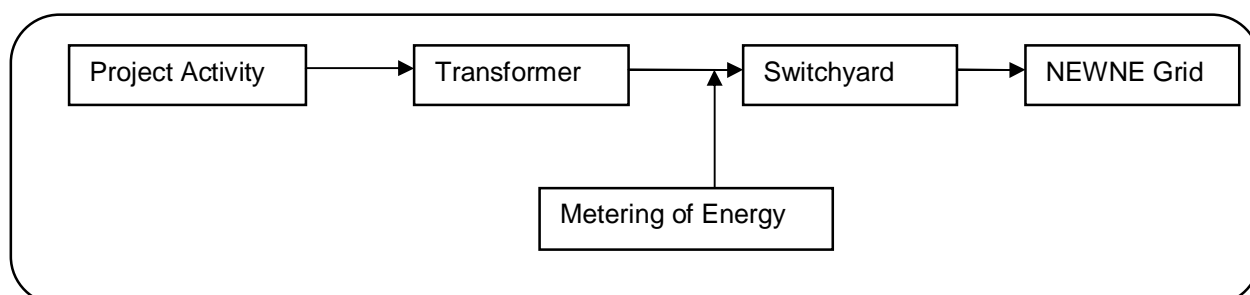 Project Activity
Transformer
Switchyard
NEWNE Grid
Metering of Energy